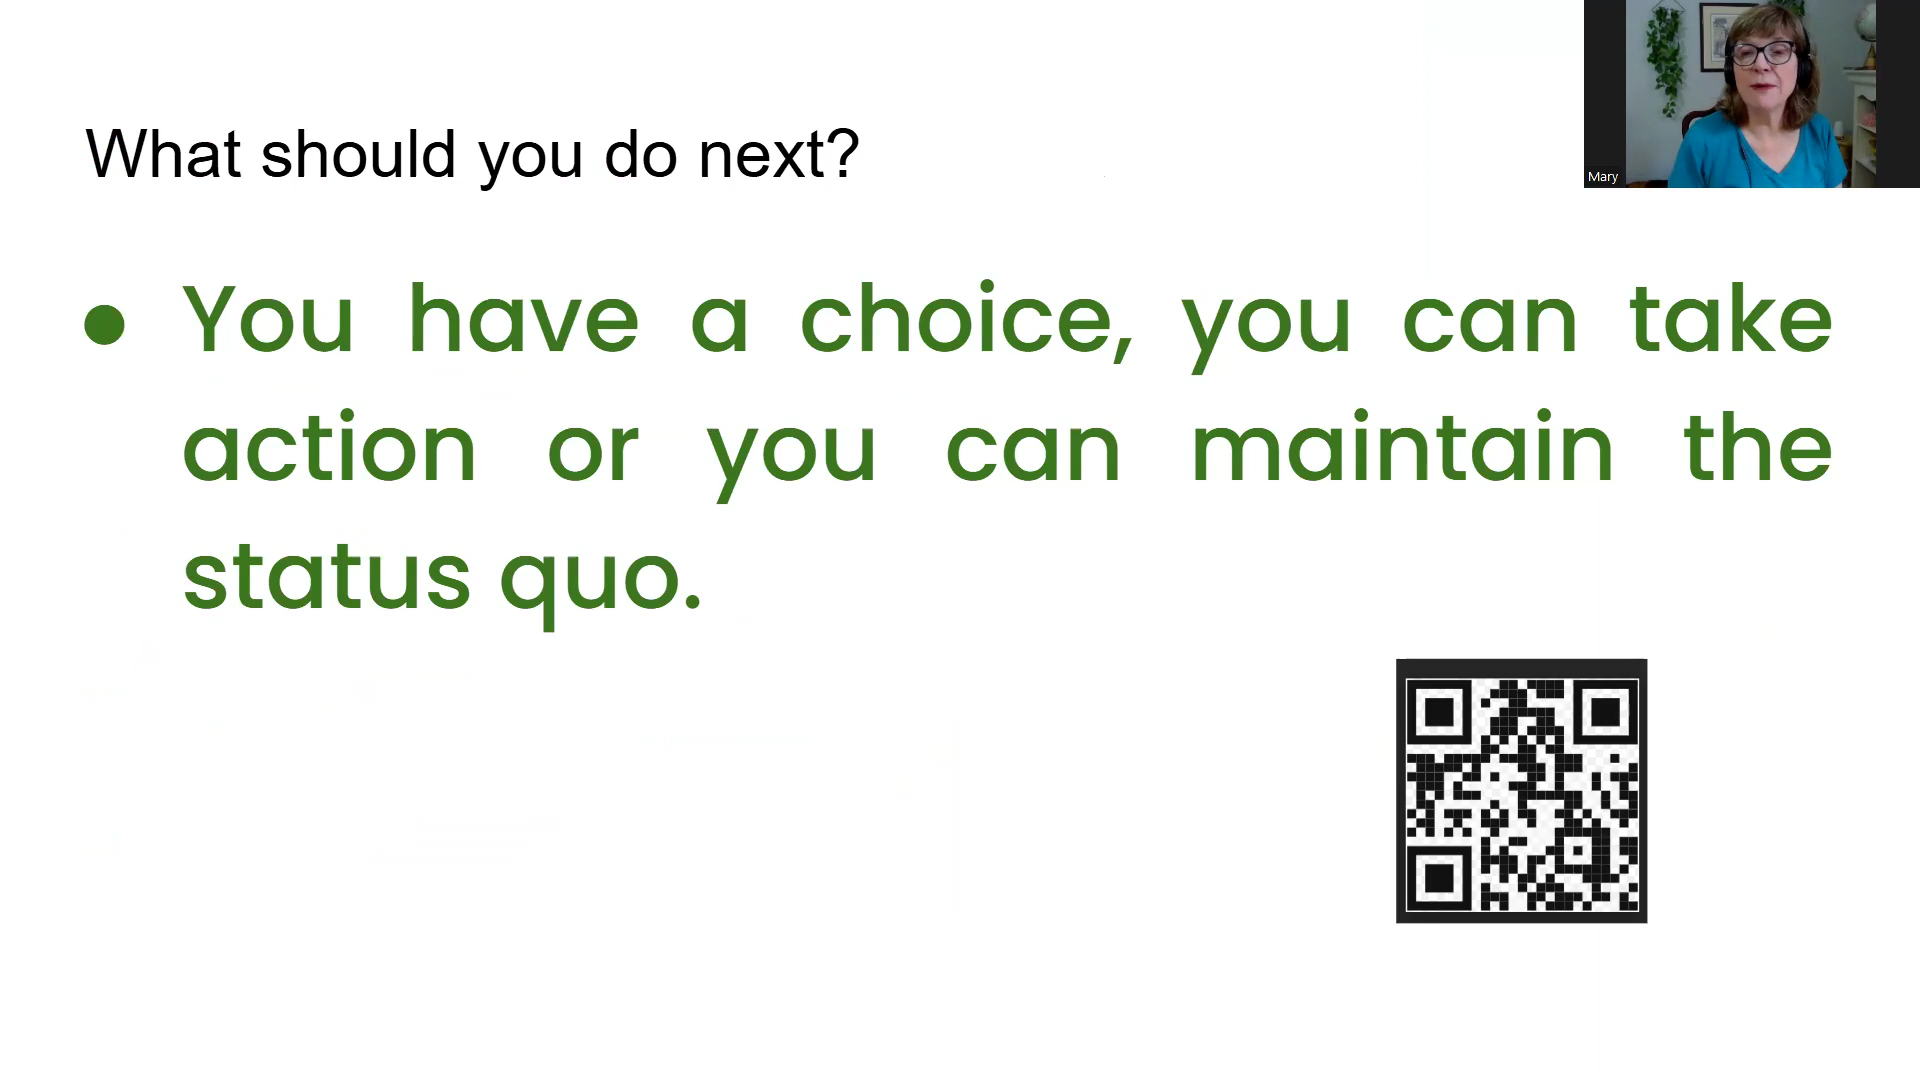 What should you do next?
Mary
● You have a choice, you can take
action or you can maintain the
status quo.